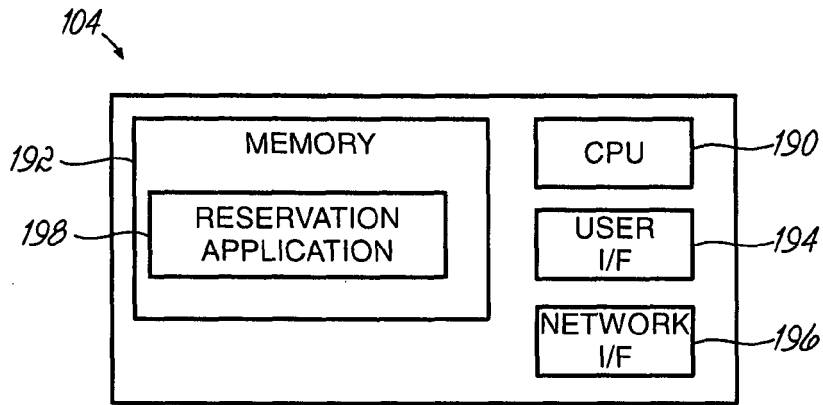 104
192
MEMORY
CPU
190
198
RESERVATION
APPLICATION
USER
I/F
194
NETWORK
I/F
196